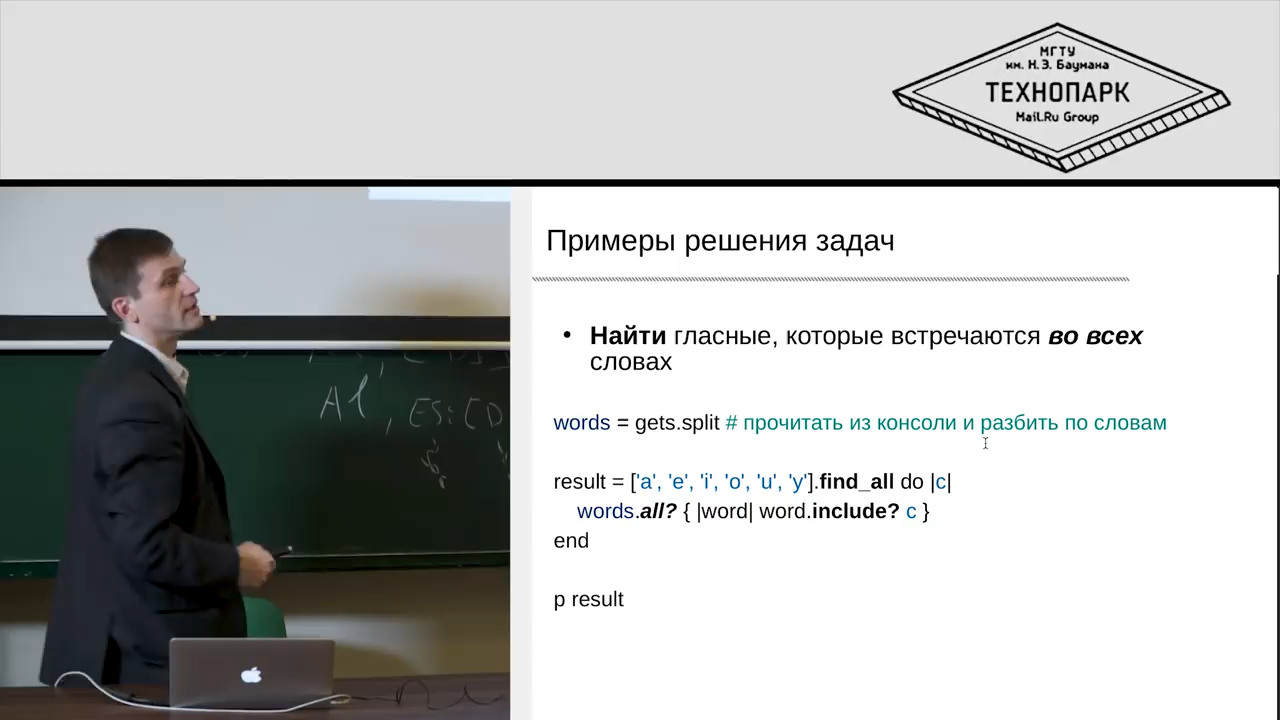 МГТУ
им. Н.Э. Баумана
ТЕХНОПАРК
Mail.Ru Group
Примеры решения задач
• Найти гласные, которые встречаются во всех
словах
words = gets.split # прочитать из консоли и разбить по словам
result = ['a', 'e', 'i', 'o', 'u', 'y'].find_all do |c|
words.all? { |word| word.include? c }
end
p result